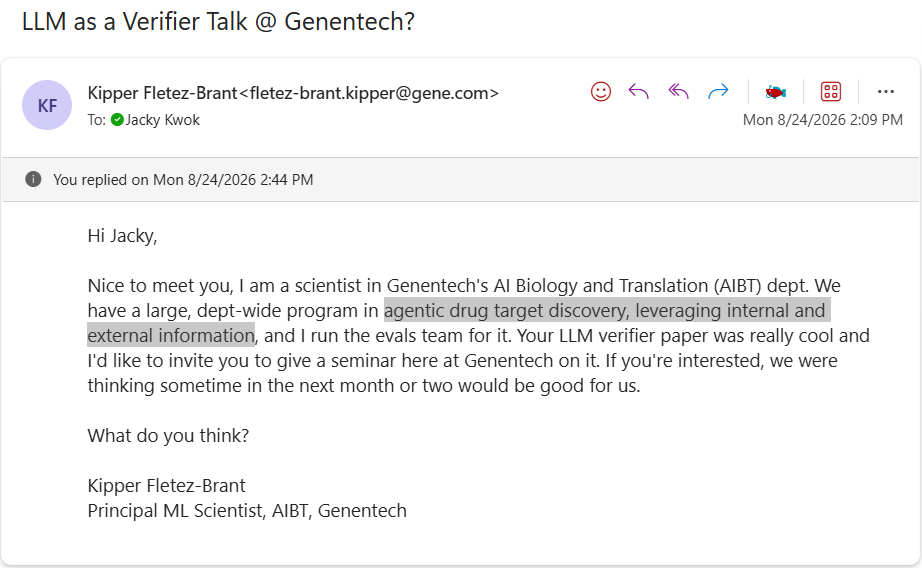 LLM as a Verifier Talk @ Genentech?
KF
Kipper Fletez-Brant<fletez-brant.kipper@gene.com>
To: Jacky Kwok
Mon 8/24/2026 2:09 PM
You replied on Mon 8/24/2026 2:44 PM
Hi Jacky,
Nice to meet you, I am a scientist in Genentech's AI Biology and Translation (AIBT) dept. We
have a large, dept-wide program in agentic drug target discovery, leveraging internal and
external information, and I run the evals team for it. Your LLM verifier paper was really cool and
I'd like to invite you to give a seminar here at Genentech on it. If you're interested, we were
thinking sometime in the next month or two would be good for us.
What do you think?
Kipper Fletez-Brant
Principal ML Scientist, AIBT, Genentech